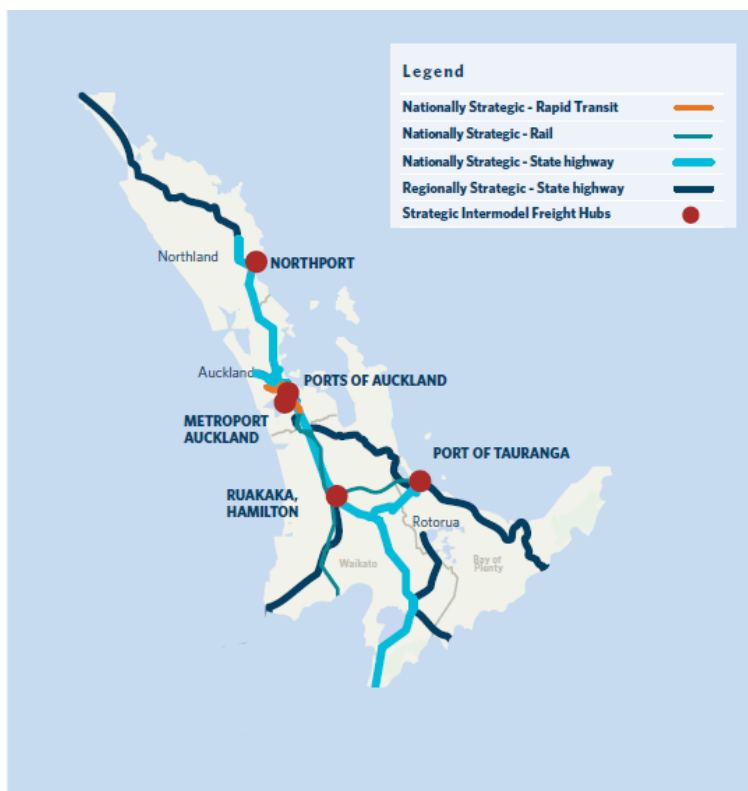 Legend
Nationally Strategic - Rapid Transit
Nationally Strategic - Rail
Nationally Strategic - State highway
Regionally Strategic - State highway
Strategic Intermodel Freight Hubs
Northland
NORTHPORT
Auckland
PORTS OF AUCKLAND
METROPORT
AUCKLAND
PORT OF TAURANGA
RUAKAKA,
HAMILTON
Rotorua
Waikato
Bay of
Plenty